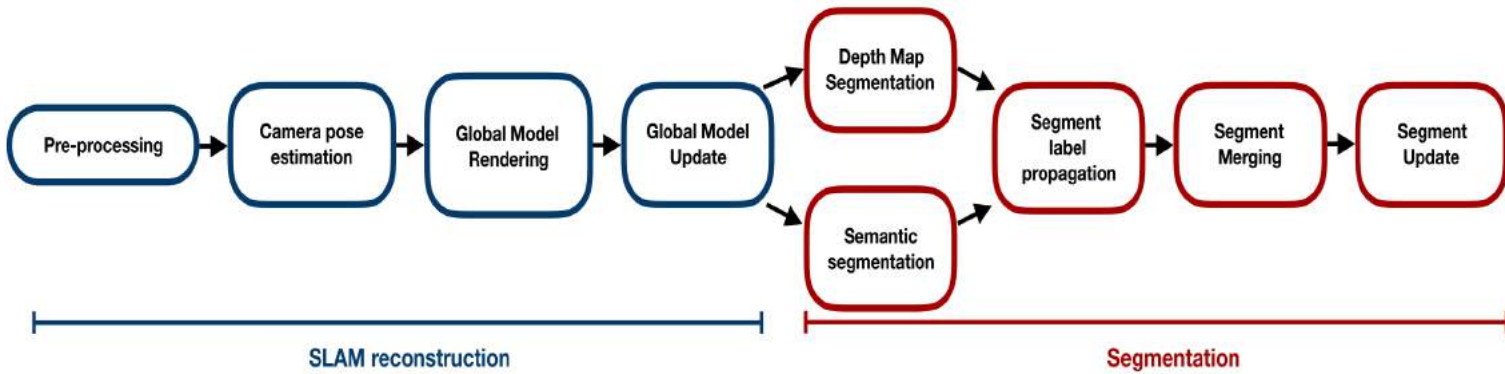 Pre-processing
Camera pose
estimation
Global Model
Rendering
Global Model
Update
Depth Map
Segmentation
Semantic
segmentation
Segment
label
propagation
Segment
Merging
Segment
Update
SLAM reconstruction
Segmentation